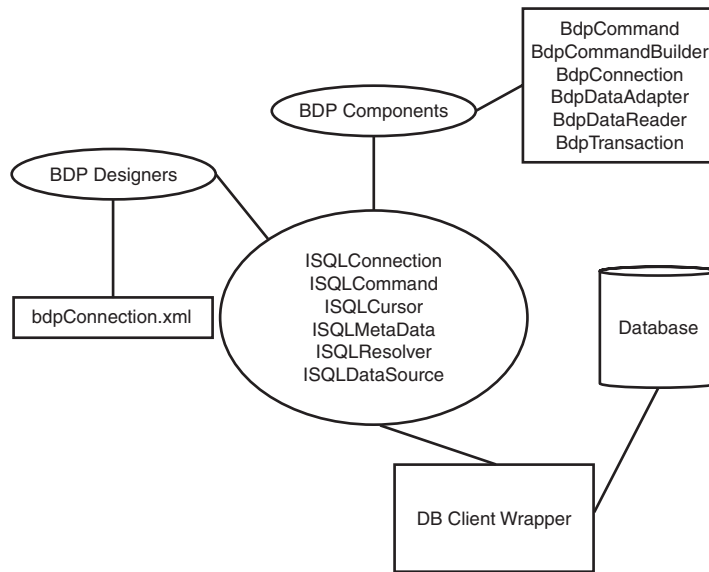 BdpCommand
BdpCommandBuilder
BdpConnection
BdpDataAdapter
BdpDataReader
BdpTransaction
BDP Components
BDP Designers
ISQLConnection
ISQLCommand
ISQLCursor
ISQLMetaData
ISQLResolver
ISQLDataSource
bdpConnection.xml
Database
DB Client Wrapper